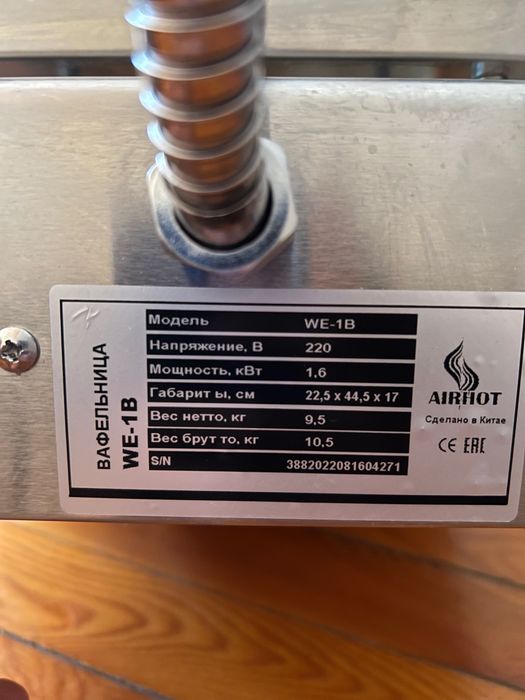 ВАФЕЛЬНИЦА
WE-1B
Модель WE-1B
Напряжение, В 220
Мощность, кВт 1,6
Габарит ы, см 22,5 x 44,5 x 17
Вес нетто, кг 9,5
Вес брут то, кг 10,5
S/N 3882022081604271
AIRHOT
Сделано в Китае
CE EAC